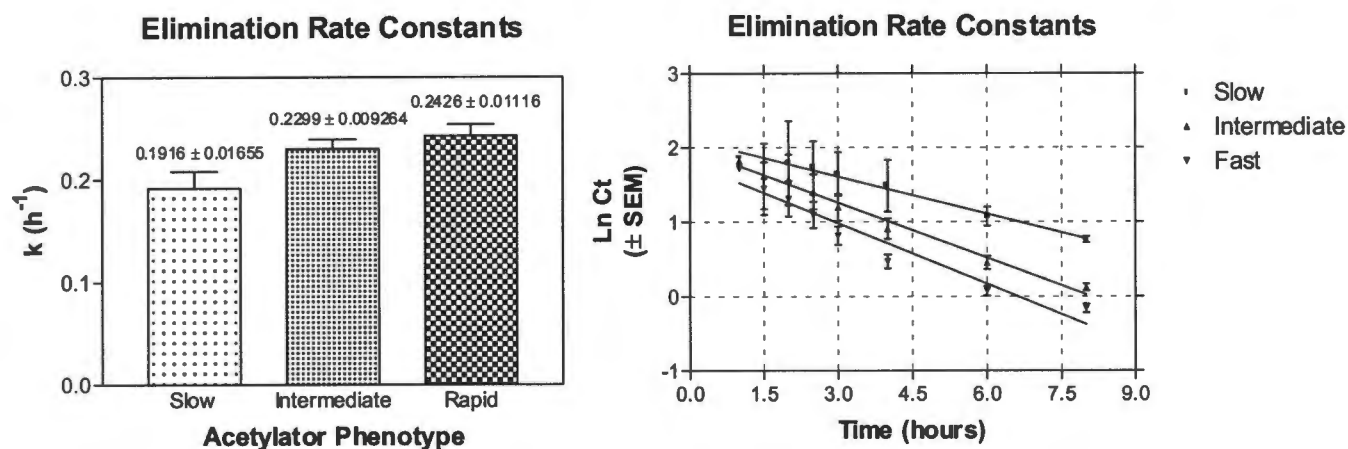 Elimination Rate Constants
0.3
0.2
0.1
0.0
k (h⁻¹)
0.1916 ± 0.01655
0.2299 ± 0.009264
0.2426 ± 0.01116
Slow
Intermediate
Rapid
Acetylator Phenotype
Elimination Rate Constants
3
2
1
0
-1
Ln Ct
(± SEM)
0.0
1.5
3.0
4.5
6.0
7.5
9.0
Time (hours)
Slow
Intermediate
Fast